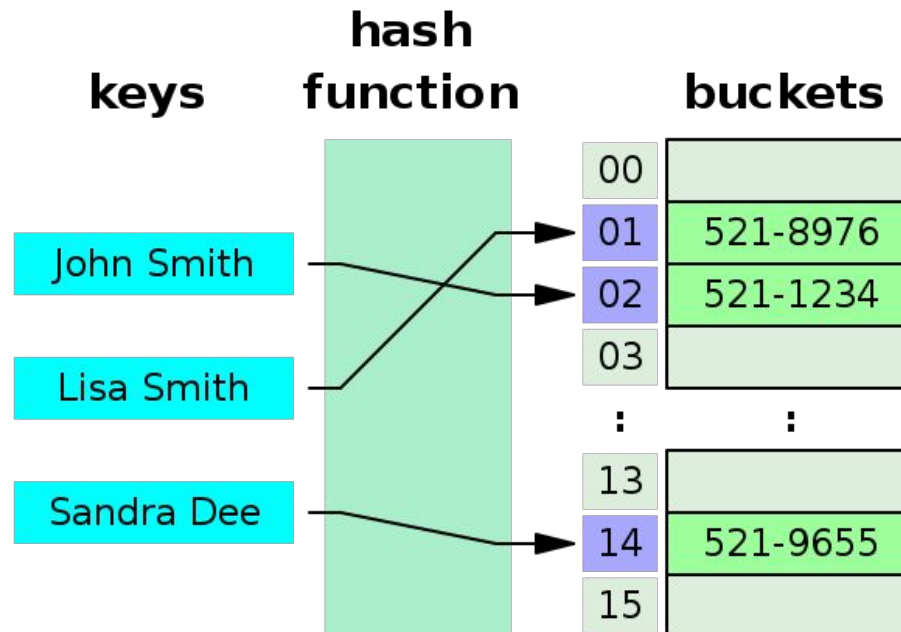 hash
keys function buckets
00
01 521-8976
John Smith
02 521-1234
03
Lisa Smith
: :
13
Sandra Dee
14 521-9655
15